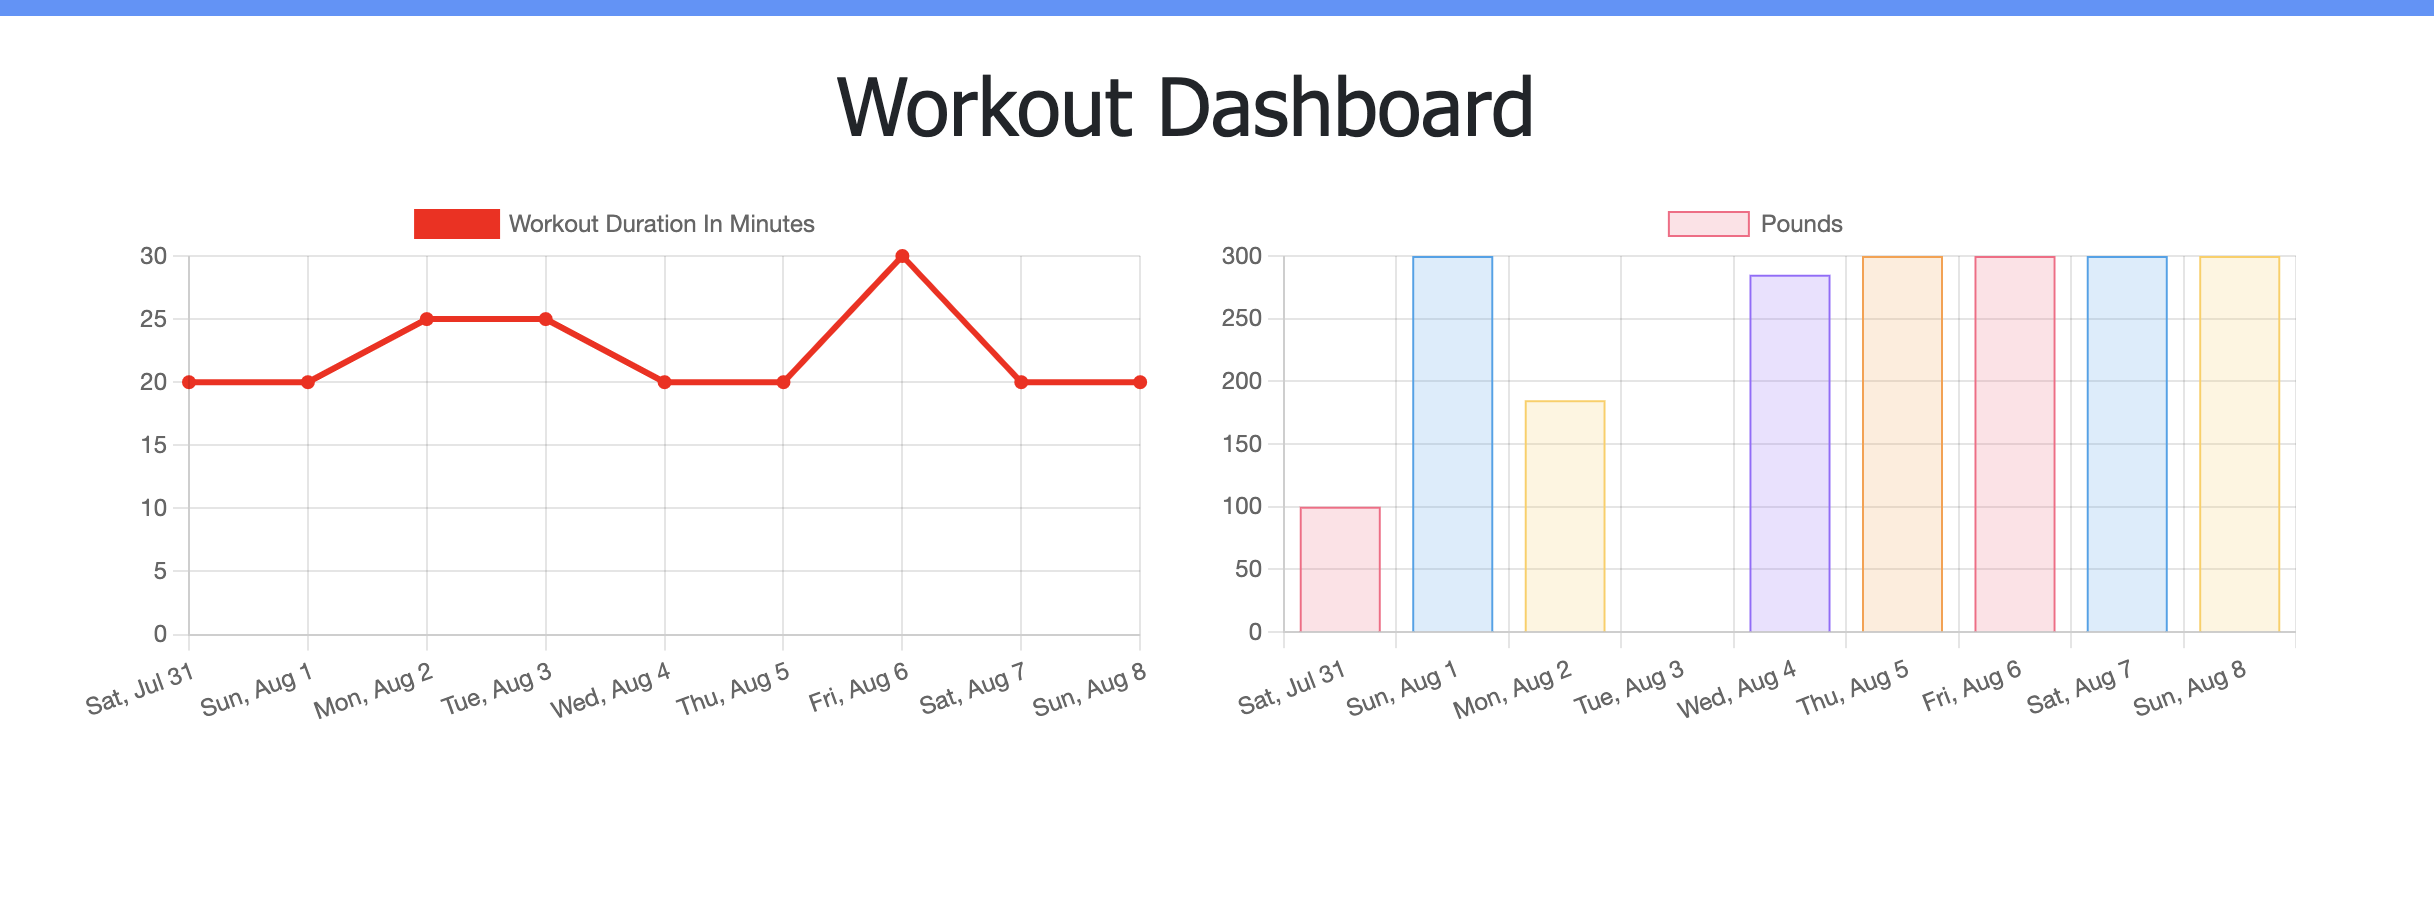 Workout Dashboard
Workout Duration In Minutes
30
25
20
15
10
5
0
Sat, Jul 31
Sun, Aug 1
Mon, Aug 2
Tue, Aug 3
Wed, Aug 4
Thu, Aug 5
Fri, Aug 6
Sat, Aug 7
Sun, Aug 8
Pounds
300
250
200
150
100
50
0
Sat, Jul 31
Sun, Aug 1
Mon, Aug 2
Tue, Aug 3
Wed, Aug 4
Thu, Aug 5
Fri, Aug 6
Sat, Aug 7
Sun, Aug 8